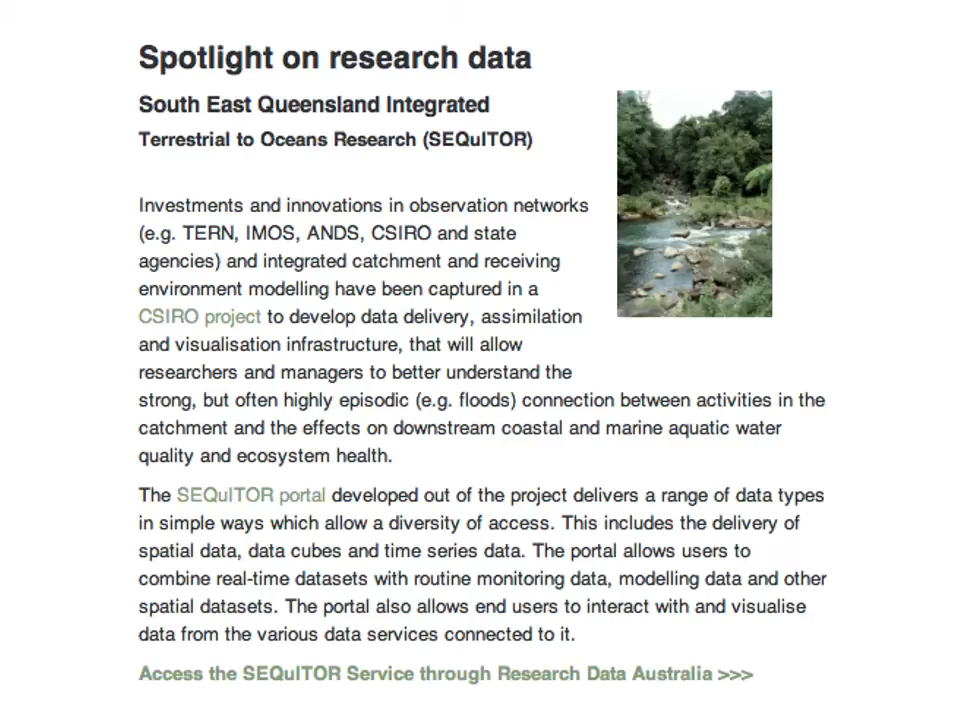 Spotlight on research data
South East Queensland Integrated
Terrestrial to Oceans Research (SEQuITOR)
Investments and innovations in observation networks
(e.g. TERN, IMOS, ANDS, CSIRO and state
agencies) and integrated catchment and receiving
environment modelling have been captured in a
CSIRO project to develop data delivery, assimilation
and visualisation infrastructure, that will allow
researchers and managers to better understand the
strong, but often highly episodic (e.g. floods) connection between activities in the
catchment and the effects on downstream coastal and marine aquatic water
quality and ecosystem health.
The SEQuITOR portal developed out of the project delivers a range of data types
in simple ways which allow a diversity of access. This includes the delivery of
spatial data, data cubes and time series data. The portal allows users to
combine real-time datasets with routine monitoring data, modelling data and other
spatial datasets. The portal also allows end users to interact with and visualise
data from the various data services connected to it.
Access the SEQuITOR Service through Research Data Australia >>>